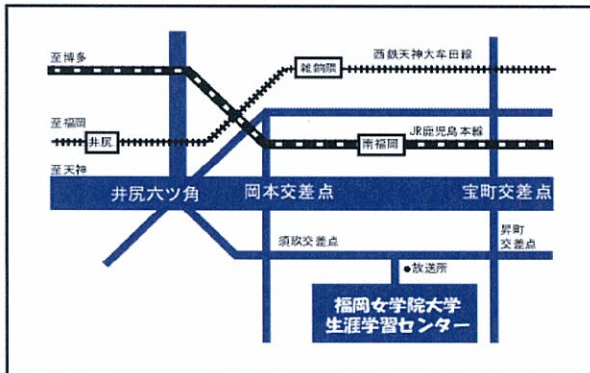 至博多
西鉄天神大牟田線
雑餉隈
至福岡
井尻
JR鹿児島本線
南福岡
至天神
井尻六ツ角
岡本交差点
宝町交差点
須玖交差点
昇町
交差点
●放送所
福岡女学院大学
生涯学習センター